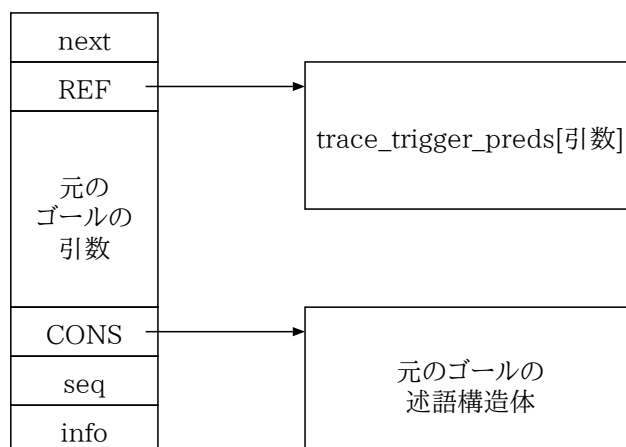 next
REF
trace_trigger_preds[引数]
元の
ゴールの
引数
CONS
元のゴールの
述語構造体
seq
info